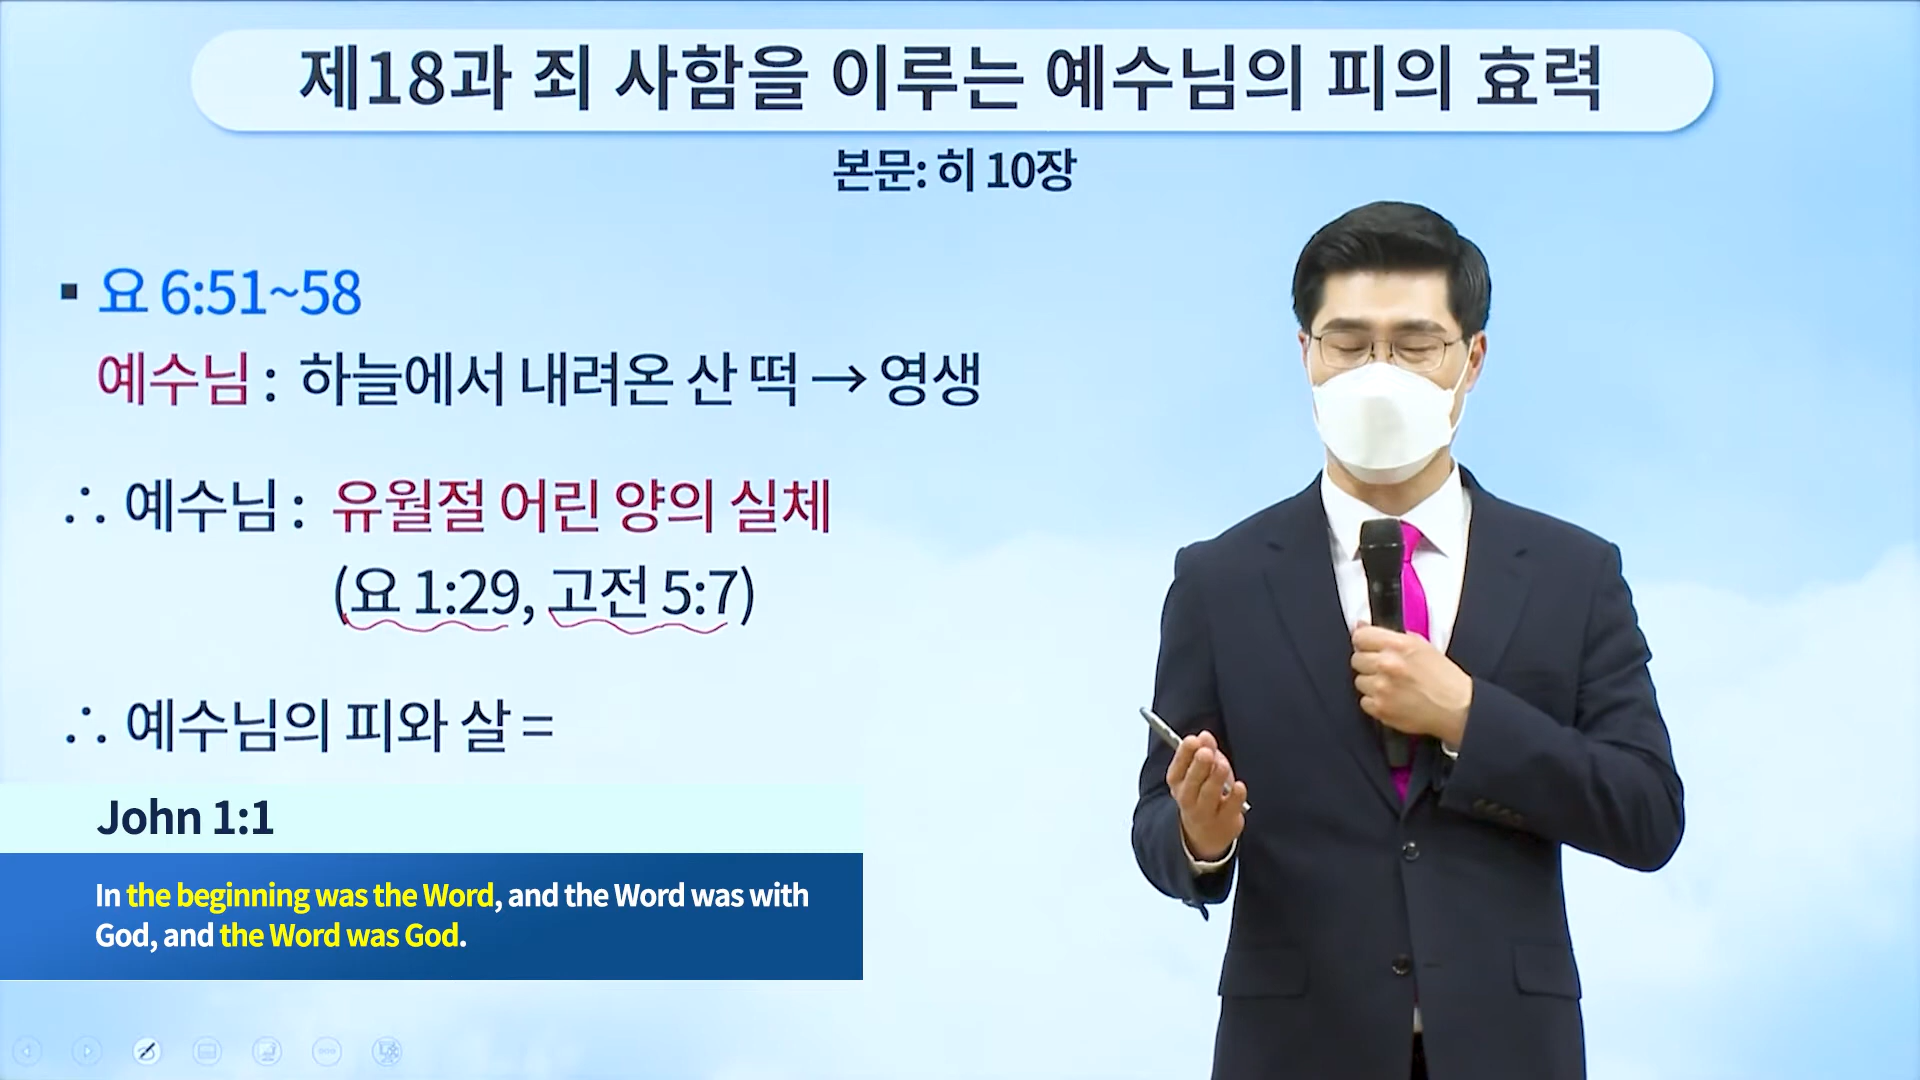 제18과 죄 사함을 이루는 예수님의 피의 효력
본문: 히 10장
▪ 요 6:51~58
예수님 : 하늘에서 내려온 산 떡 → 영생
∴ 예수님 : 유월절 어린 양의 실체
(요 1:29, 고전 5:7)
∴ 예수님의 피와 살 =
John 1:1
In the beginning was the Word, and the Word was with
God, and the Word was God.